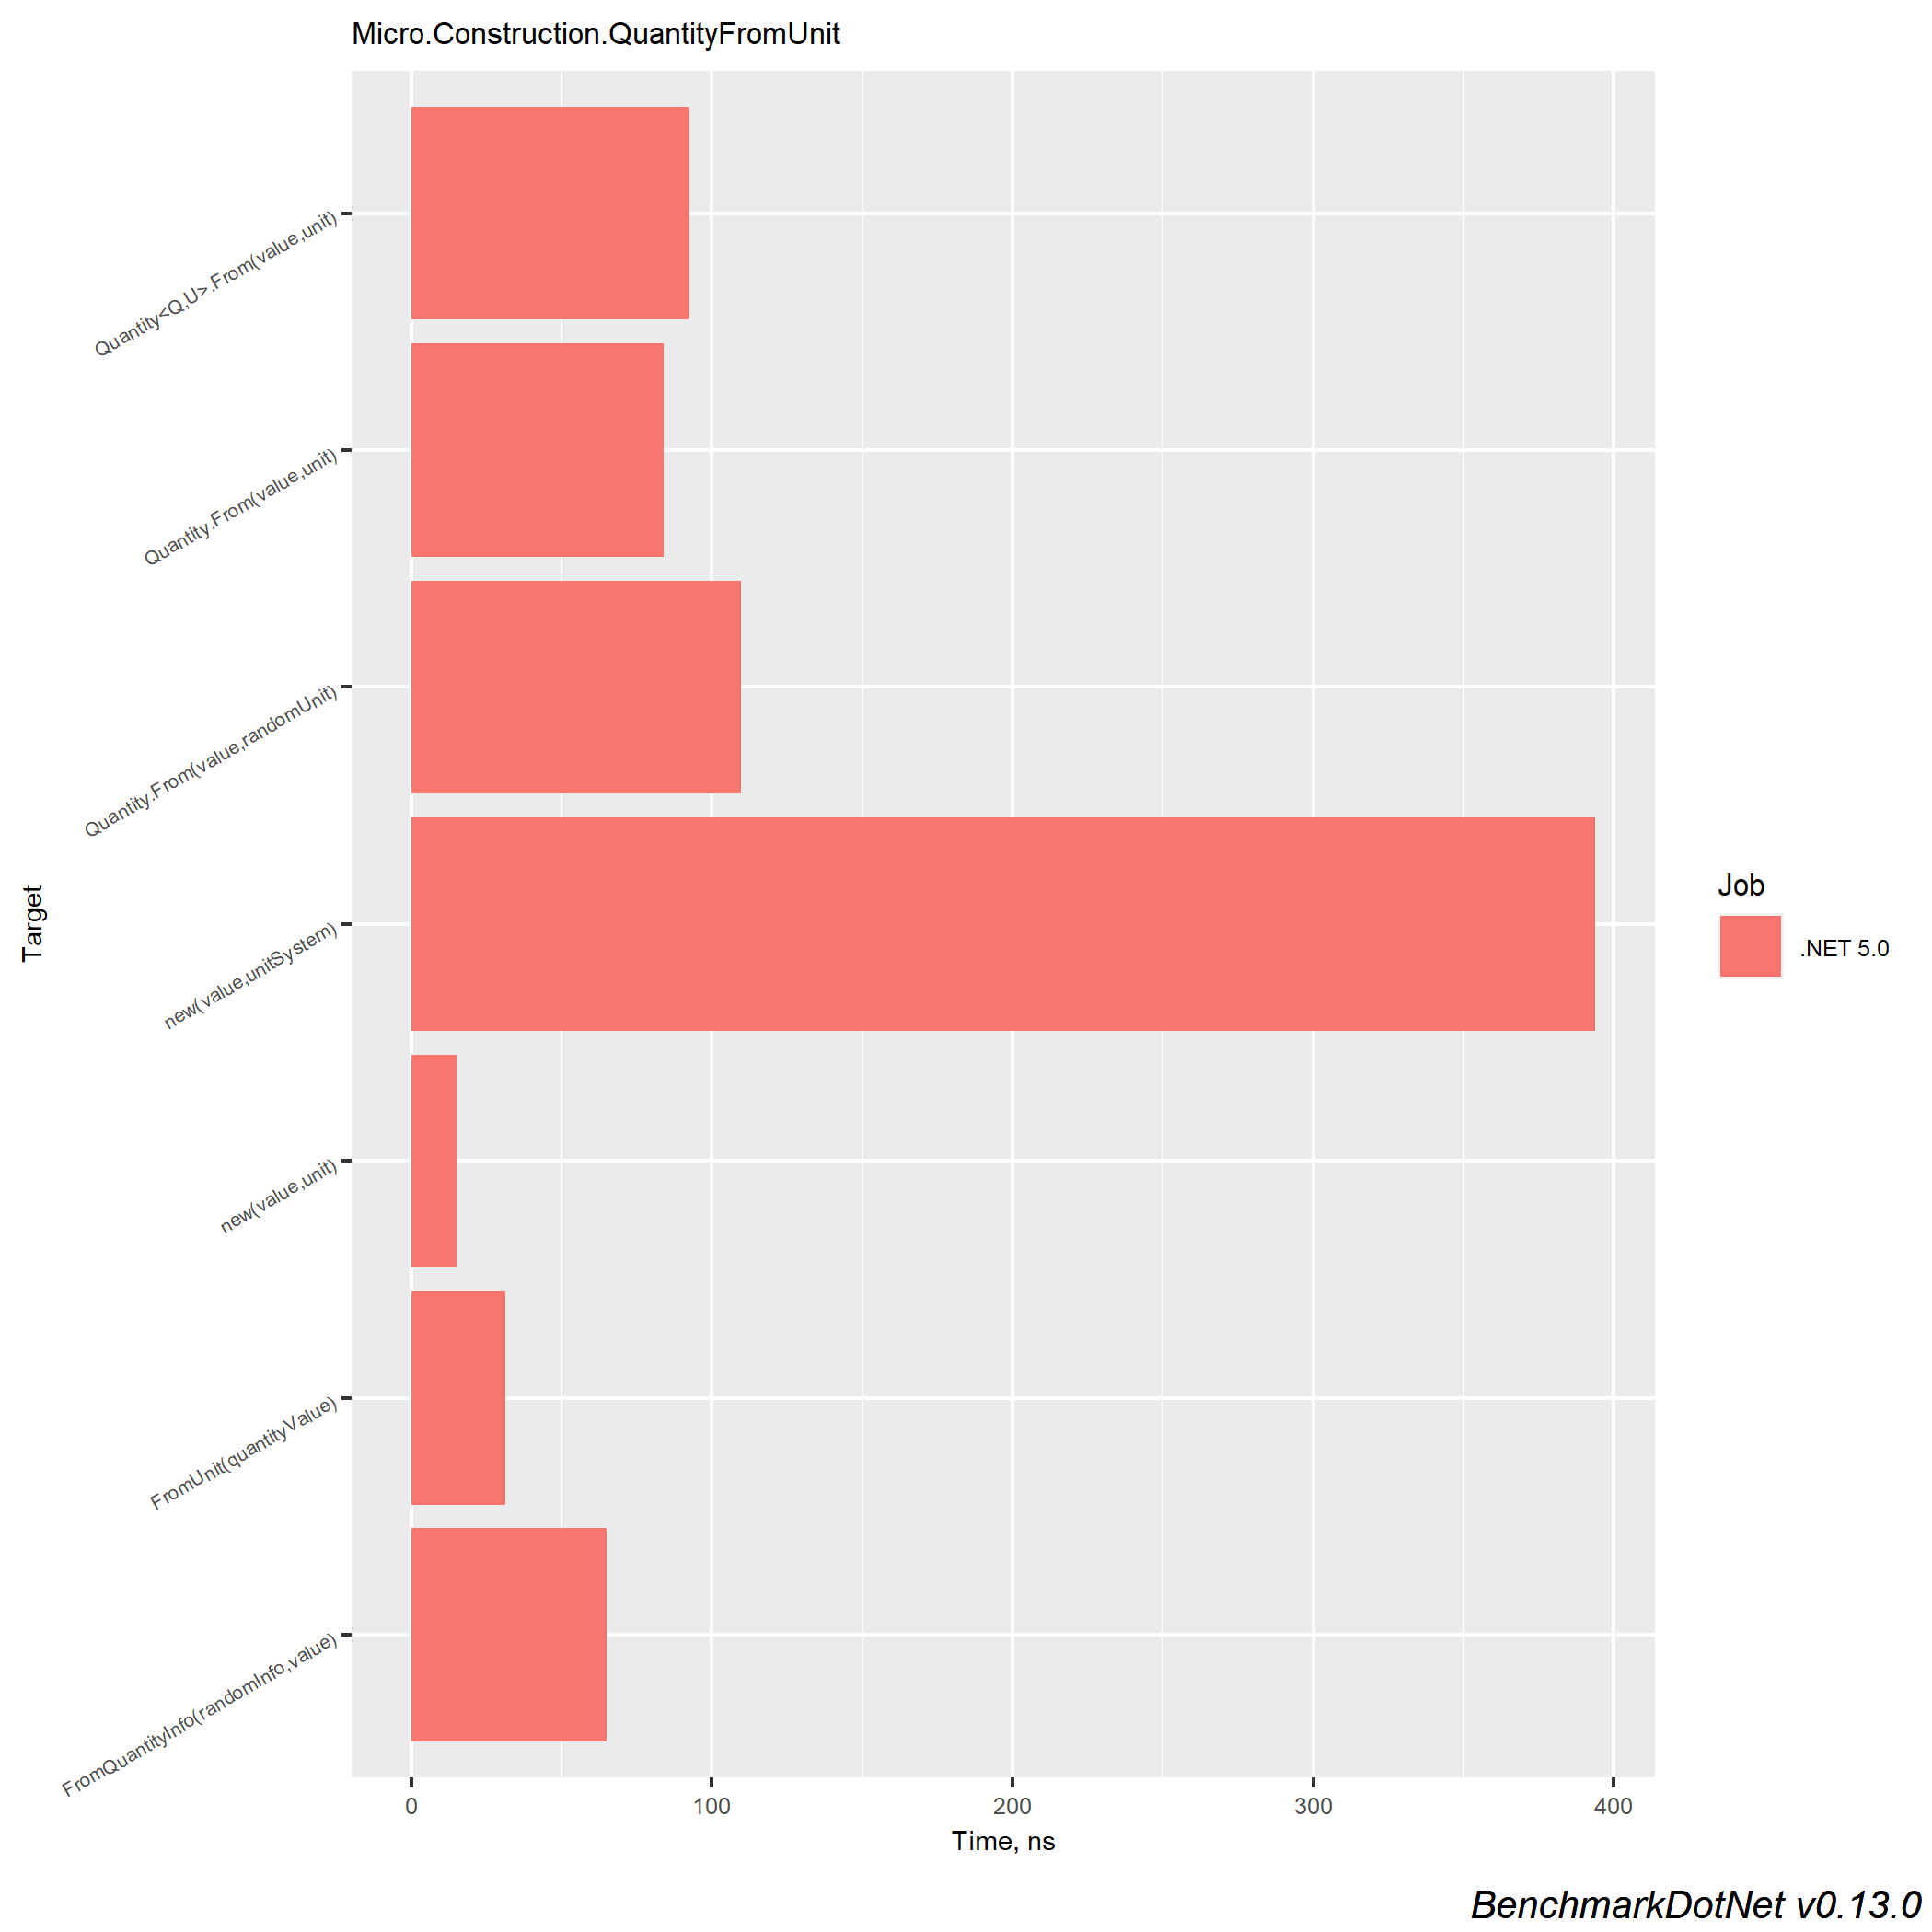 Micro.Construction.QuantityFromUnit
Quantity<Q,U>.From(value,unit)
Quantity.From(value,unit)
Quantity.From(value,randomUnit)
new(value,unitSystem)
new(value,unit)
FromUnit(quantityValue)
FromQuantityInfo(randomInfo,value)
Target
0 100 200 300 400
Time, ns
Job
.NET 5.0
BenchmarkDotNet v0.13.0